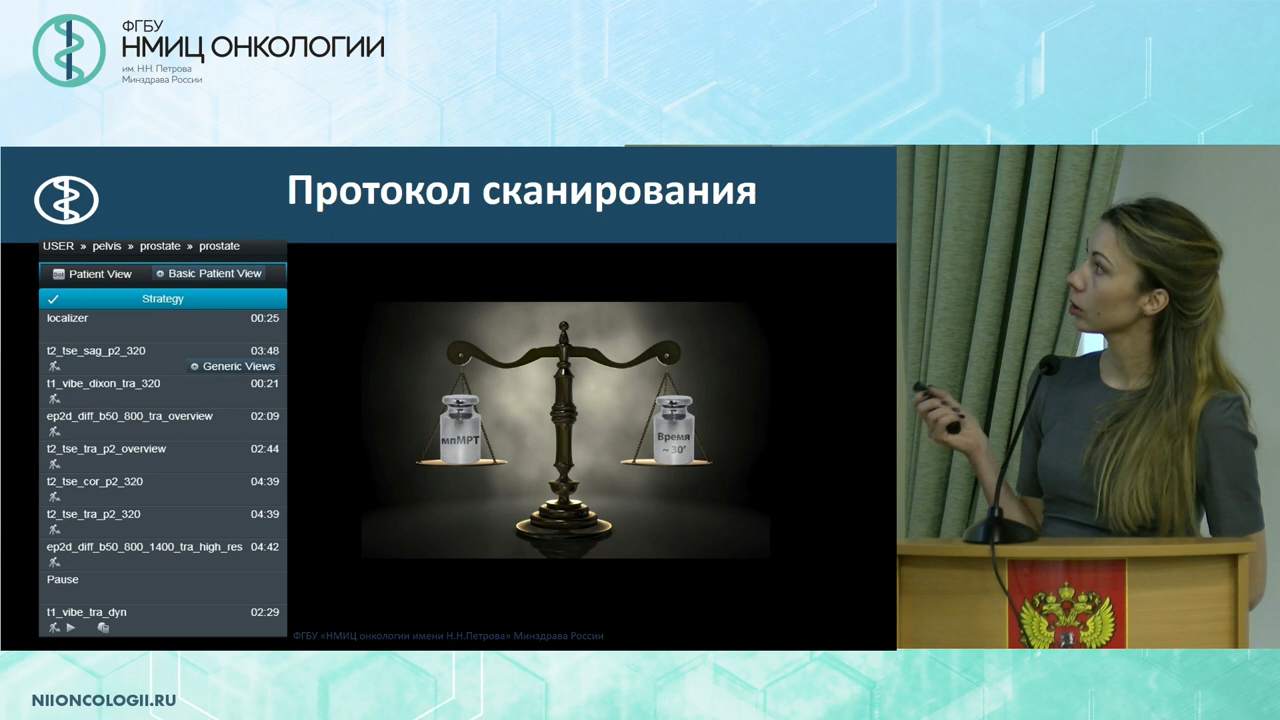 ФГБУ
НМИЦ ОНКОЛОГИИ
им. Н.Н. Петрова
Минздрава России
Протокол сканирования
USER » pelvis » prostate » prostate
Patient View
Basic Patient View
Strategy
localizer 00:25
t2_tse_sag_p2_320 03:48
Generic Views
t1_vibe_dixon_tra_320 00:21
ep2d_diff_b50_800_tra_overview 02:09
t2_tse_tra_p2_overview 02:44
t2_tse_cor_p2_320 04:39
t2_tse_tra_p2_320 04:39
ep2d_diff_b50_800_1400_tra_high_res 04:42
Pause
t1_vibe_tra_dyn 02:29
мпМРТ
Время
~ 30'
ФГБУ «НМИЦ онкологии имени Н.Н.Петрова» Минздрава России
NIIONCOLOGII.RU